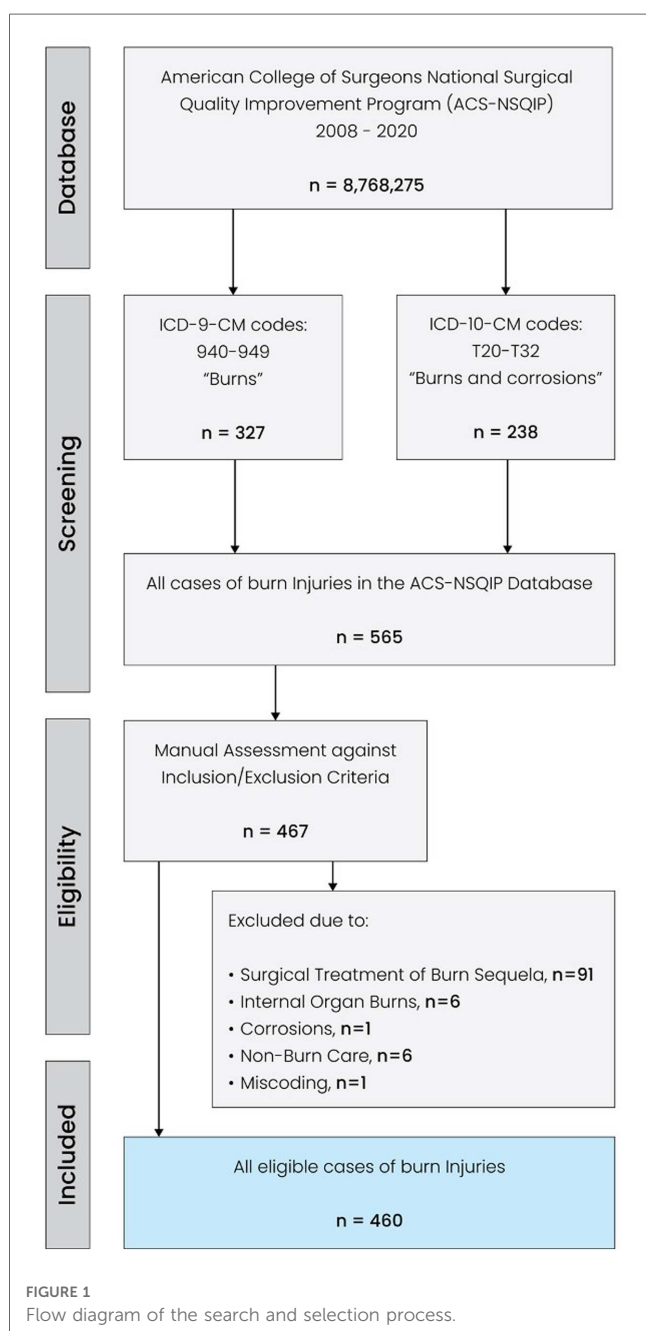 Database
American College of Surgeons National Surgical
Quality Improvement Program (ACS-NSQIP)
2008 - 2020
n = 8,768,275
Screening
ICD-9-CM codes:
940-949
“Burns”
n = 327
ICD-10-CM codes:
T20-T32
“Burns and corrosions”
n = 238
All cases of burn Injuries in the ACS-NSQIP Database
n = 565
Eligibility
Manual Assessment against
Inclusion/Exclusion Criteria
n = 467
Excluded due to:
• Surgical Treatment of Burn Sequela, n=91
• Internal Organ Burns, n=6
• Corrosions, n=1
• Non-Burn Care, n=6
• Miscoding, n=1
Included
All eligible cases of burn Injuries
n = 460
FIGURE 1
Flow diagram of the search and selection process.